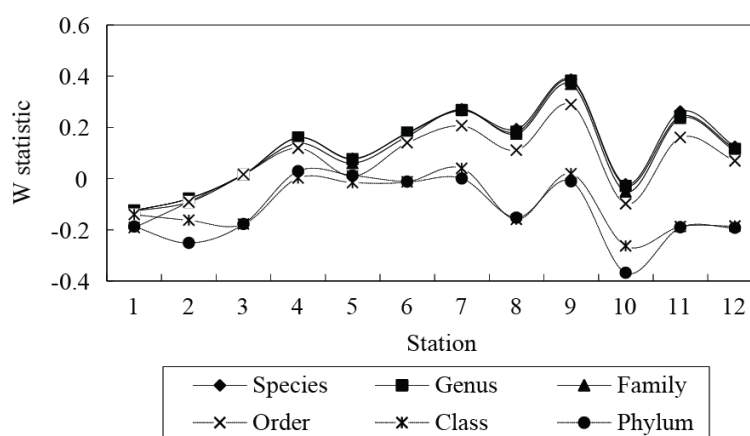 0.6
0.4
0.2
0
-0.2
-0.4
W statistic
1 2 3 4 5 6 7 8 9 10 11 12
Station
Species Genus Family
Order Class Phylum